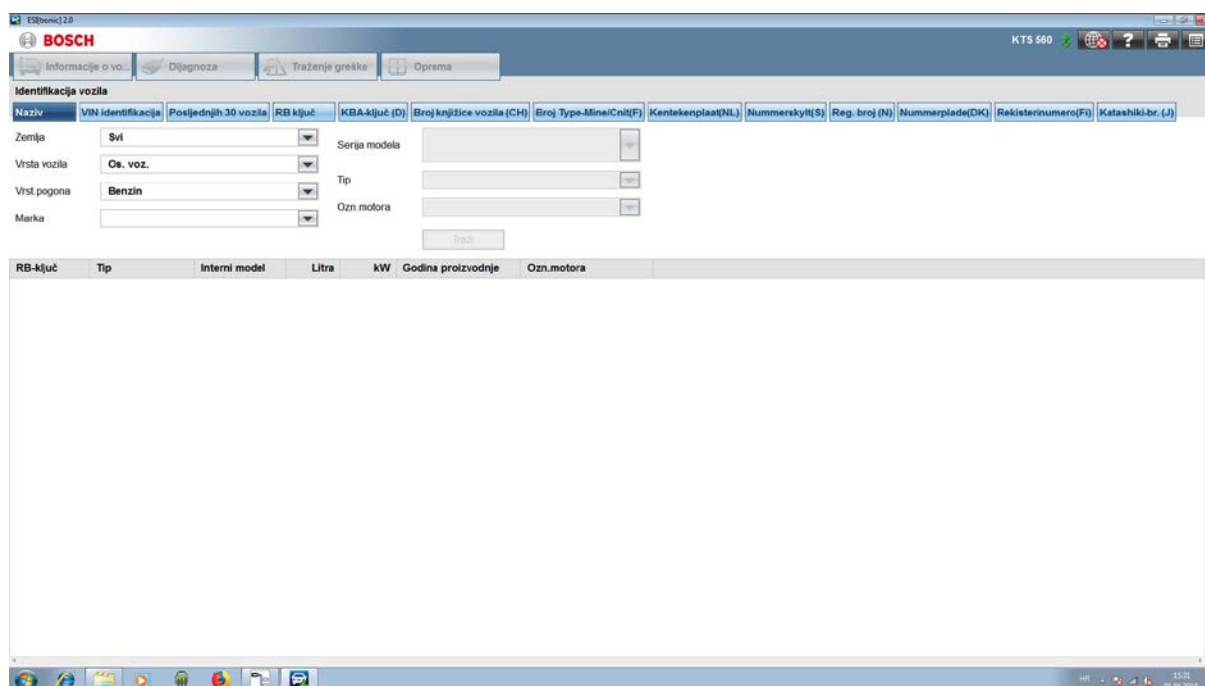 ESI[tronic] 2.0
BOSCH
KTS 560
?
Informacije o vo...
Dijagnoza
Traženje greške
Oprema
Identifikacija vozila
Naziv VIN identifikacija Posljednjih 30 vozila RB ključ KBA-ključ (D) Broj knjižice vozila (CH) Broj Type-Mine/Cnit(F) Kentekenplaat(NL) Nummerskylt(S) Reg. broj (N) Nummerplade(DK) Rekisterinumero(Fi) Katashiki-br. (J)
Zemlja Svi
Vrsta vozila Os. voz.
Vrst.pogona Benzin
Marka
Serija modela
Tip
Ozn.motora
Traži
RB-ključ Tip Interni model Litra kW Godina proizvodnje Ozn.motora
HR
15:31